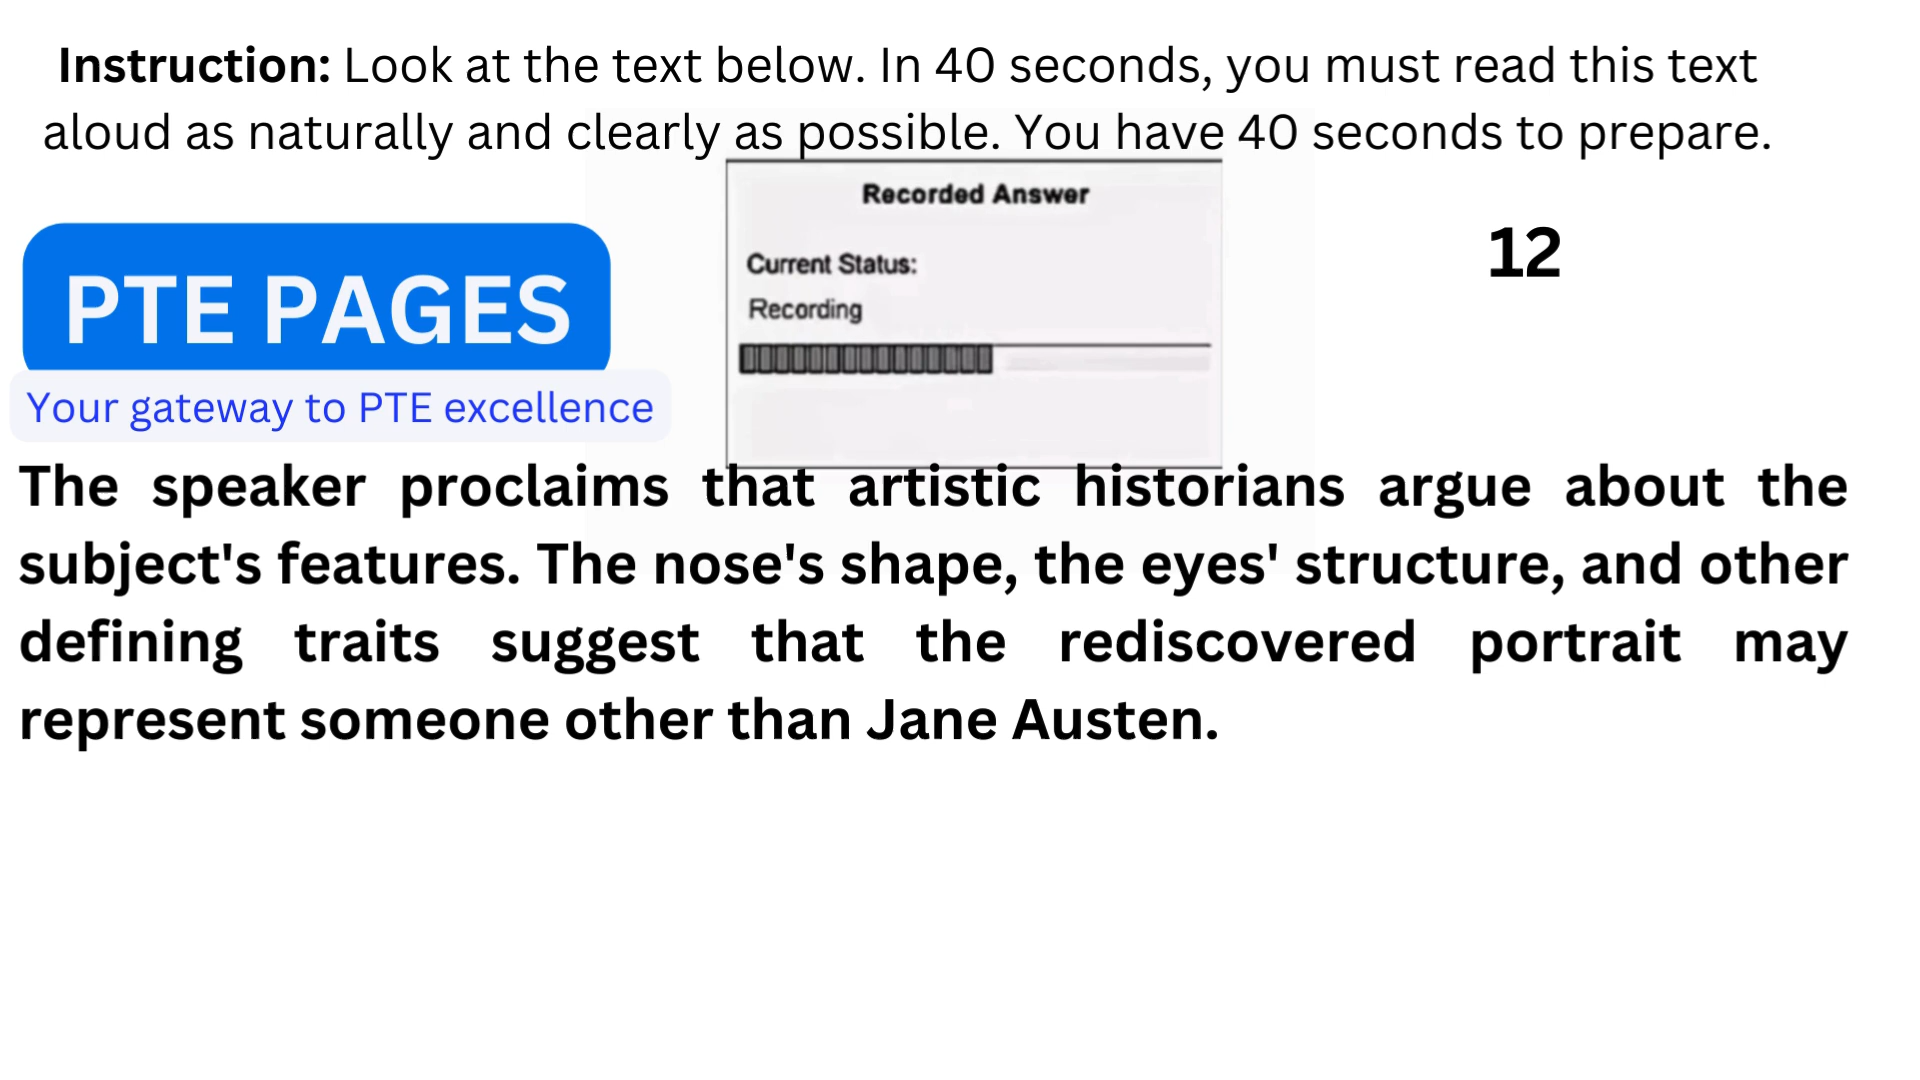 Instruction: Look at the text below. In 40 seconds, you must read this text
aloud as naturally and clearly as possible. You have 40 seconds to prepare.
Recorded Answer
12
Current Status:
PTE PAGES
Recording
Your gateway to PTE excellence
The speaker proclaims that artistic historians argue about the
subject's features. The nose's shape, the eyes' structure, and other
defining traits suggest that the rediscovered portrait may
represent someone other than Jane Austen.